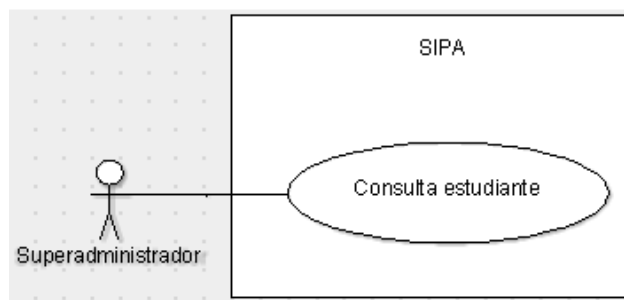 SIPA
Consulta estudiante
Superadministrador